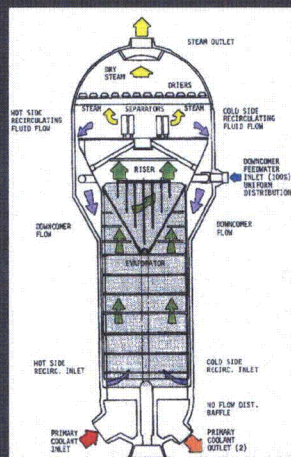 STEAM OUTLET
DRY
STEAM
DRIERS
HOT SIDE
RECIRCULATING
FLUID FLOW
STEAM
SEPARATORS
STEAM
COLD SIDE
RECIRCULATING
FLUID FLOW
RISER
DOWNCOMER
FEEDWATER
INLET (100%)
UNIFORM
DISTRIBUTION
DOWNCOMER
FLOW
DOWNCOMER
FLOW
EVAPORATOR
HOT SIDE
RECIRC. INLET
COLD SIDE
RECIRC. INLET
NO FLOW DIST.
BAFFLE
PRIMARY
COOLANT
INLET
PRIMARY
COOLANT
OUTLET (2)